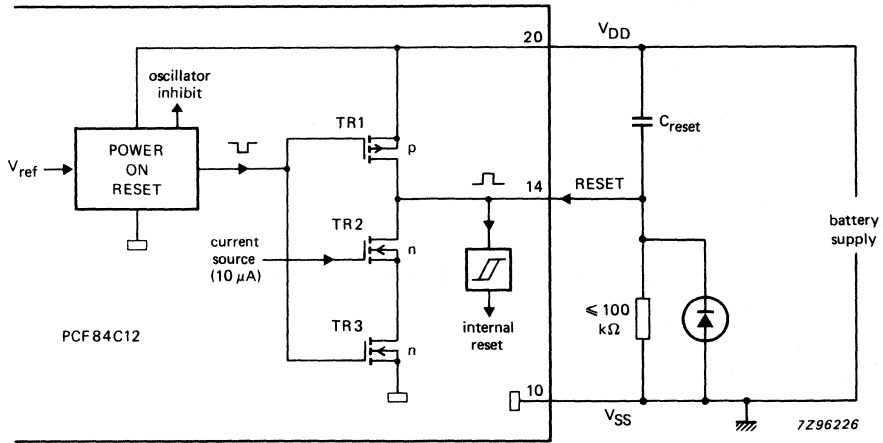 20
V_DD
oscillator
inhibit
TR1
C_reset
p
POWER
ON
RESET
V_ref
14
RESET
TR2
battery
supply
n
current
source
(10 μA)
≤ 100
kΩ
internal
reset
TR3
PCF84C12
n
10
V_SS
7Z96226